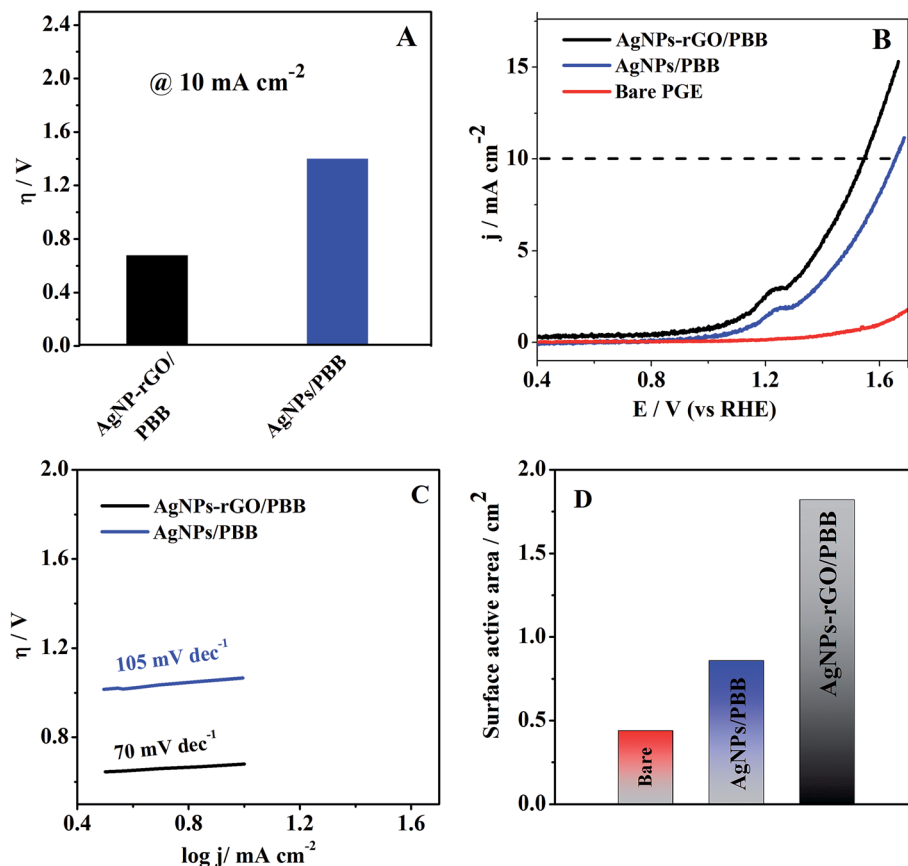 A
@ 10 mA cm⁻²
η / V
2.4
1.8
1.2
0.6
0.0
AgNP-rGO/
PBB
AgNPs/PBB
B
AgNPs-rGO/PBB
AgNPs/PBB
Bare PGE
j / mA cm⁻²
15
10
5
0
0.4
0.8
1.2
1.6
E / V (vs RHE)
C
AgNPs-rGO/PBB
AgNPs/PBB
η / V
2.0
1.6
1.2
0.8
105 mV dec⁻¹
70 mV dec⁻¹
0.4
0.8
1.2
1.6
log j/ mA cm⁻²
D
Surface active area / cm²
2.0
1.5
1.0
0.5
0.0
Bare
AgNPs/PBB
AgNPs-rGO/PBB